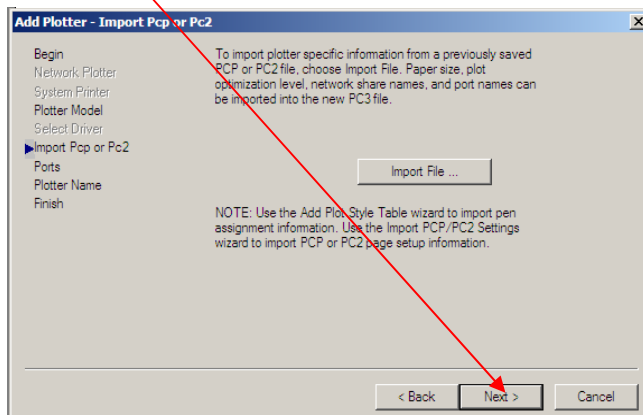 Add Plotter - Import Pcp or Pc2
Begin
Network Plotter
System Printer
Plotter Model
Select Driver
Import Pcp or Pc2
Ports
Plotter Name
Finish
To import plotter specific information from a previously saved
PCP or PC2 file, choose Import File. Paper size, plot
optimization level, network share names, and port names can
be imported into the new PC3 file.
Import File ...
NOTE: Use the Add Plot Style Table wizard to import pen
assignment information. Use the Import PCP/PC2 Settings
wizard to import PCP or PC2 page setup information.
< Back
Next >
Cancel